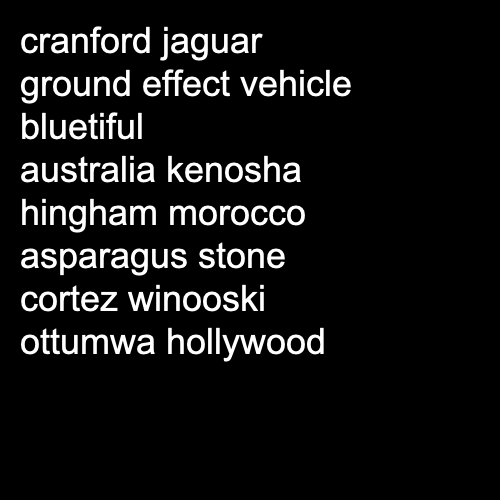 cranford jaguar
ground effect vehicle
bluetiful
australia kenosha
hingham morocco
asparagus stone
cortez winooski
ottumwa hollywood